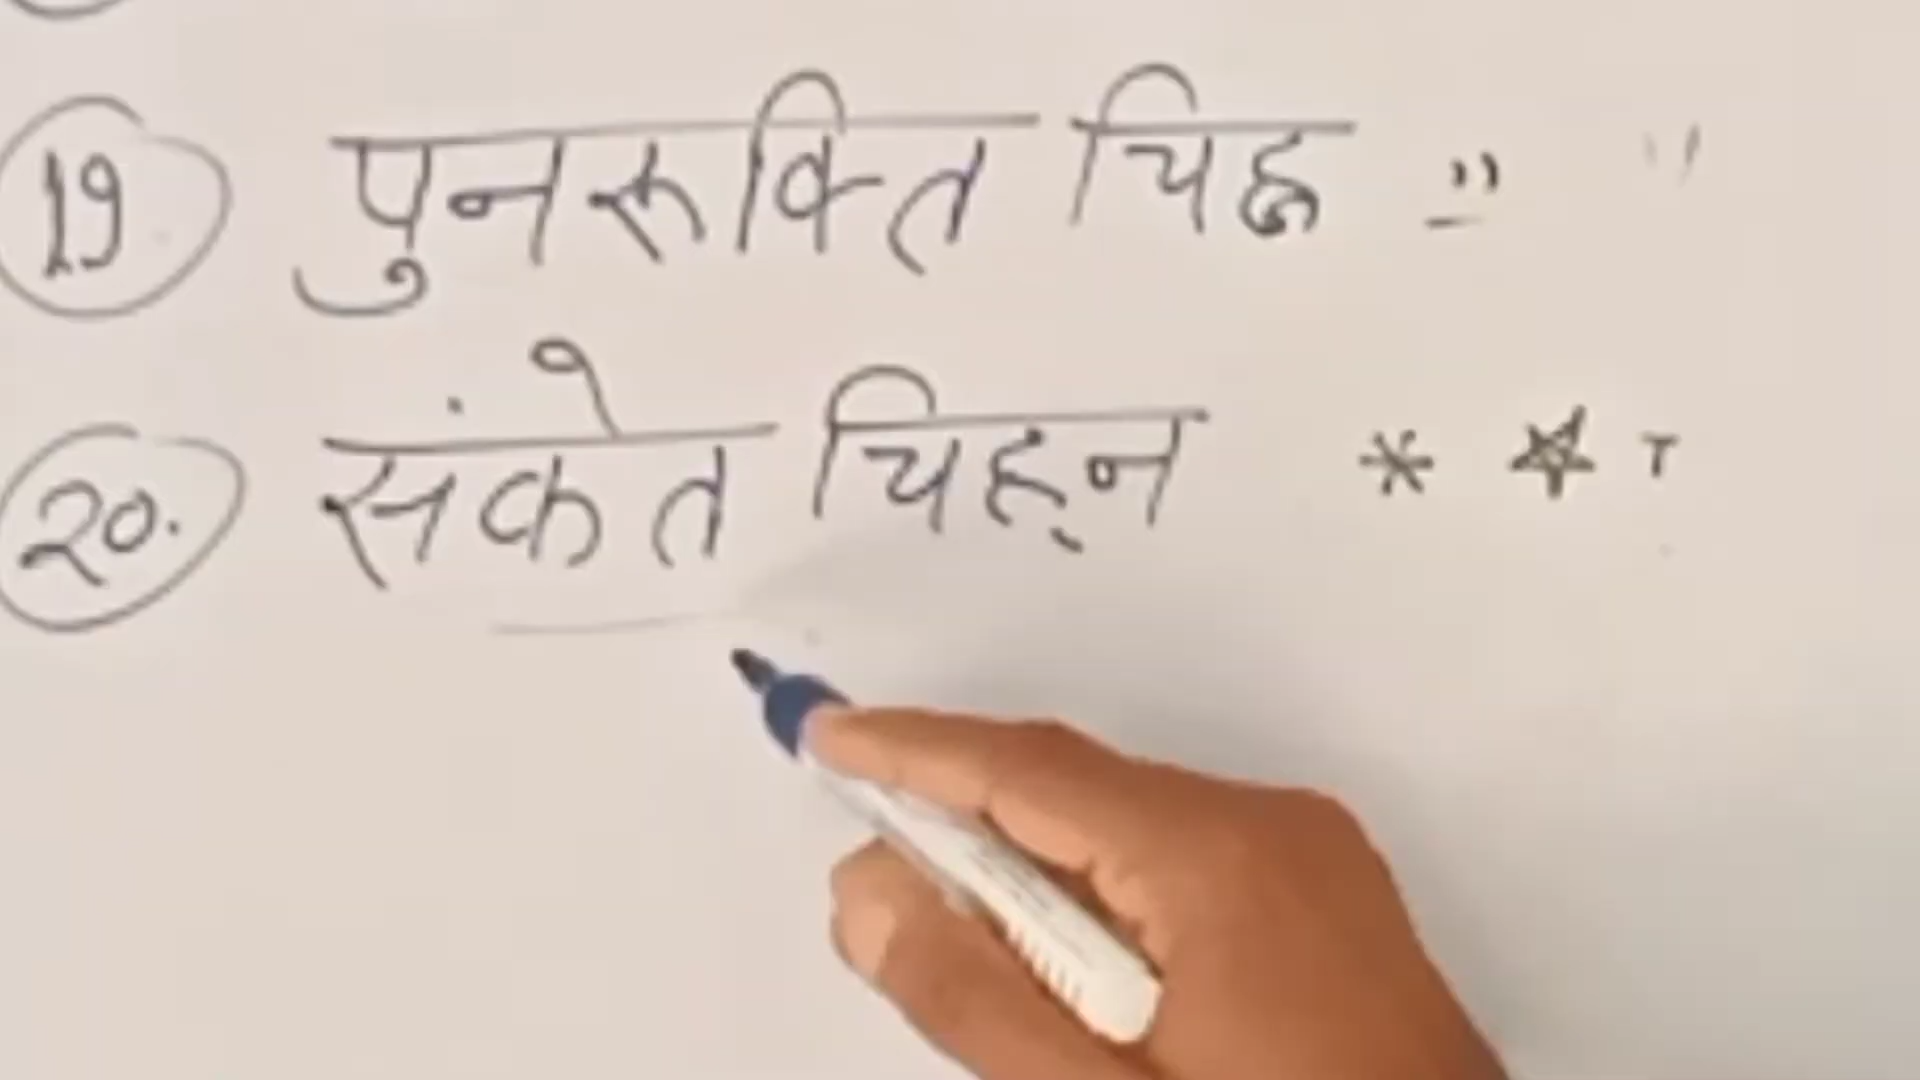 19 पुनरूक्ति चिह्न ” "
20. संकेत चिह्न * ☆ т